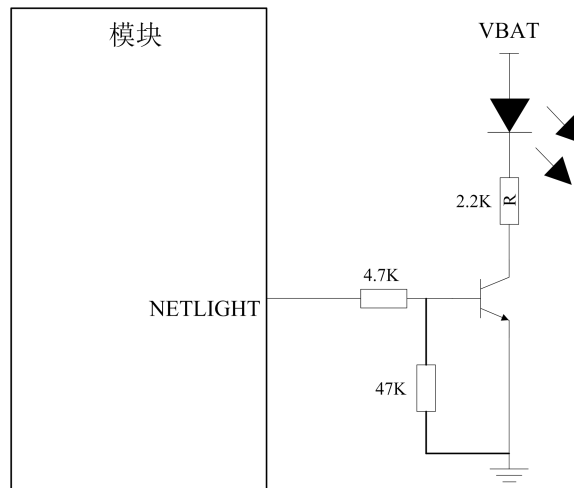 模块
VBAT
2.2K
R
4.7K
NETLIGHT
47K